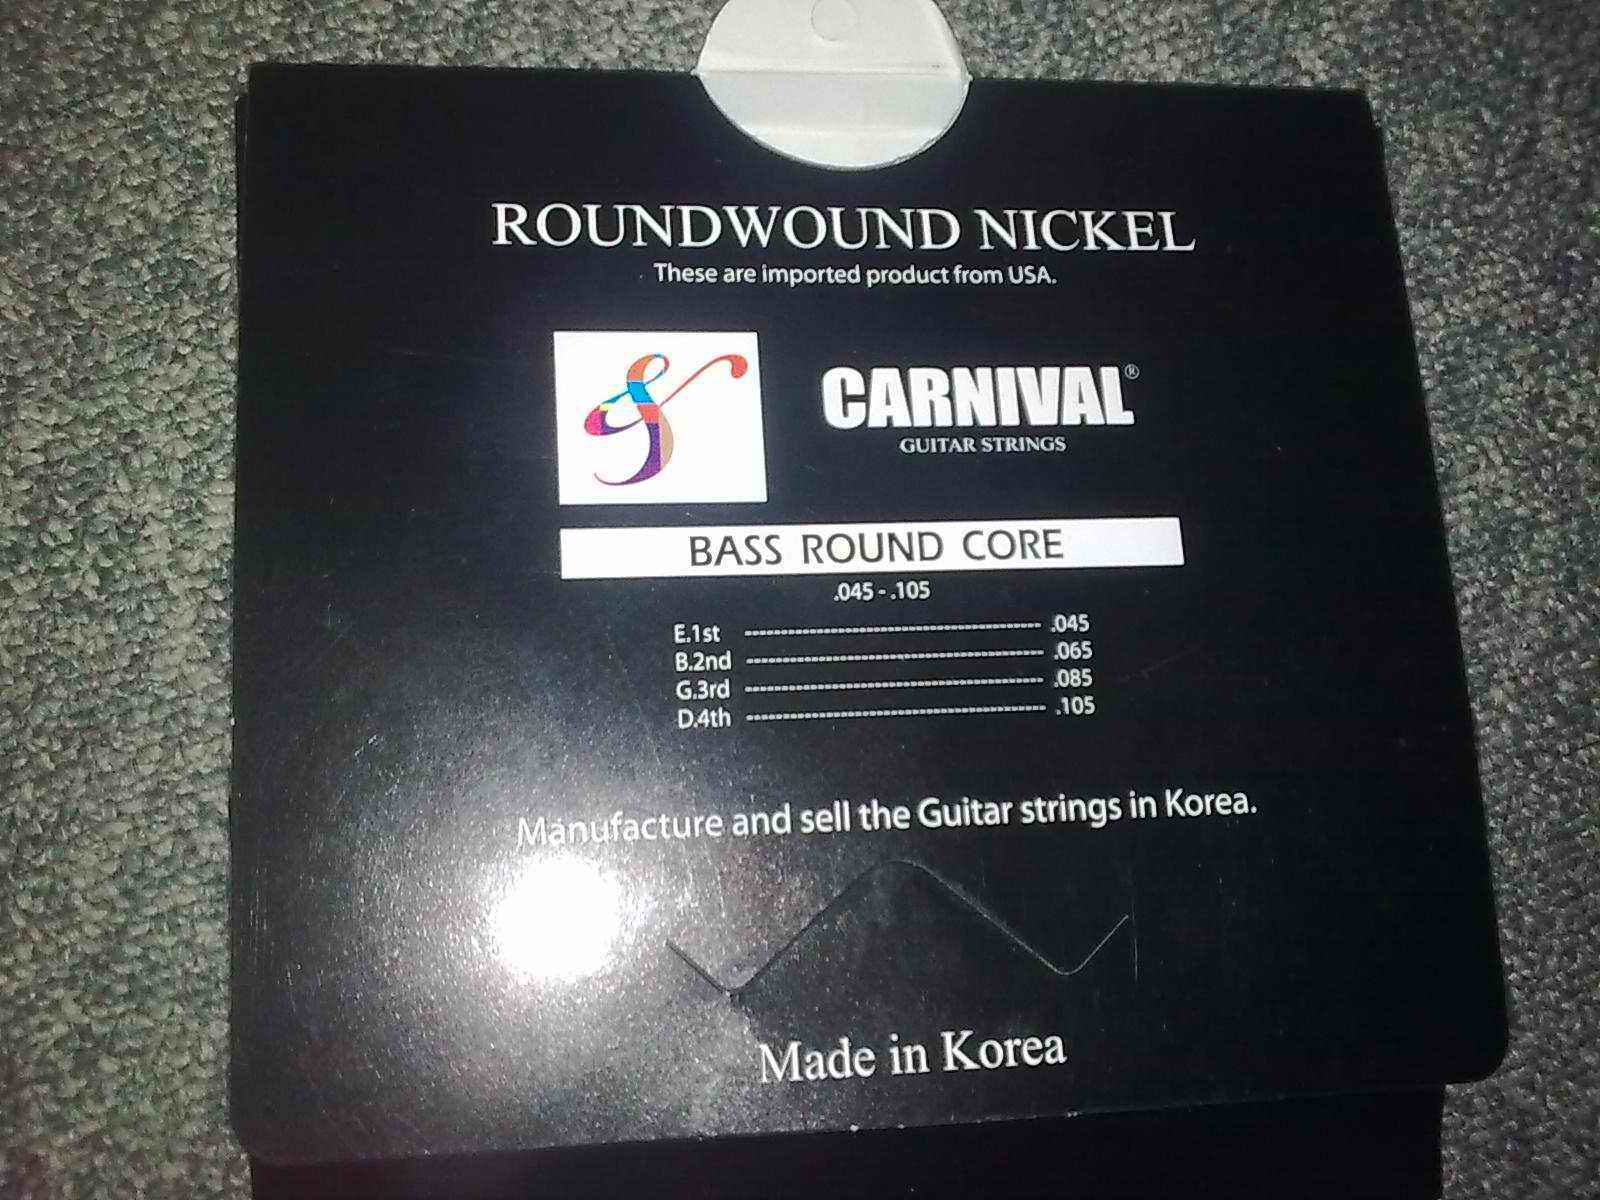 ROUNDWOUND NICKEL
These are imported product from USA.
CARNIVAL®
GUITAR STRINGS
BASS ROUND CORE
.045 - .105
E.1st ---------------------------------------- .045
B.2nd ---------------------------------------- .065
G.3rd ---------------------------------------- .085
D.4th ---------------------------------------- .105
Manufacture and sell the Guitar strings in Korea.
Made in Korea